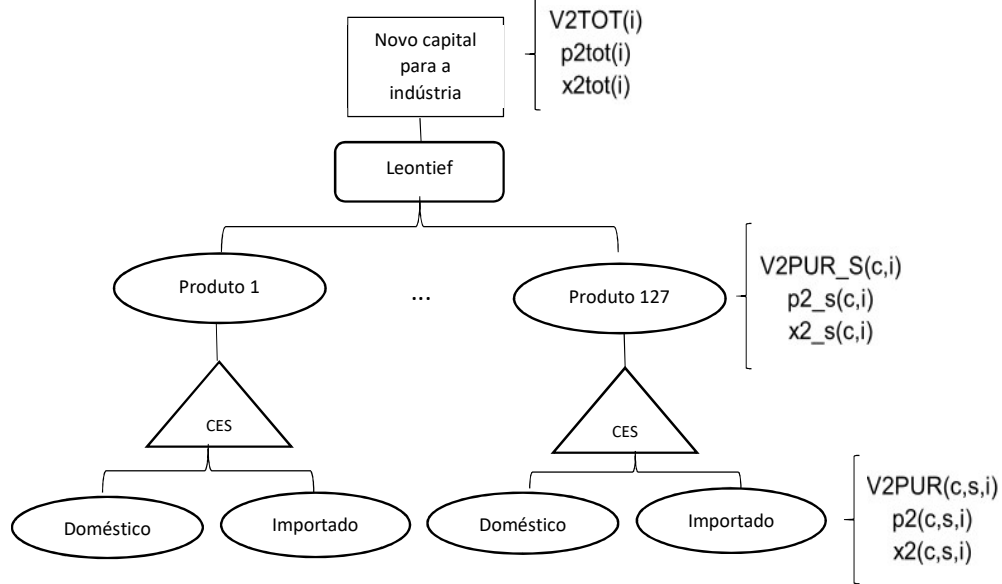 Novo capital
para a
indústria
V2TOT(i)
p2tot(i)
x2tot(i)
Leontief
Produto 1
...
Produto 127
V2PUR_S(c,i)
p2_s(c,i)
x2_s(c,i)
CES
CES
Doméstico
Importado
Doméstico
Importado
V2PUR(c,s,i)
p2(c,s,i)
x2(c,s,i)